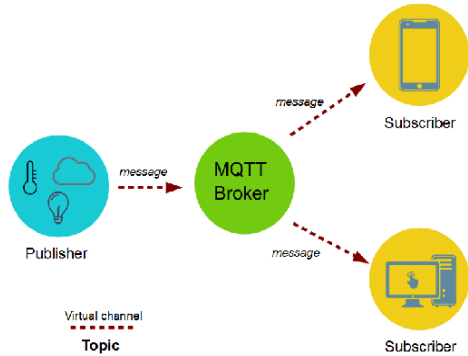 message
Subscriber
message
MQTT
Broker
Publisher
message
Virtual channel
Topic
Subscriber